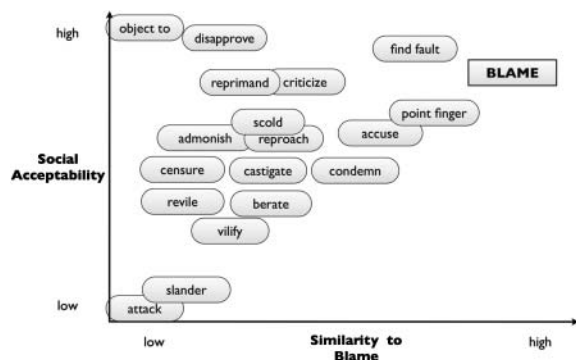 high
object to
disapprove
find fault
BLAME
reprimand
criticize
point finger
scold
accuse
admonish
reproach
Social
Acceptability
censure
castigate
condemn
revile
berate
vilify
slander
low
attack
low
Similarity to
Blame
high